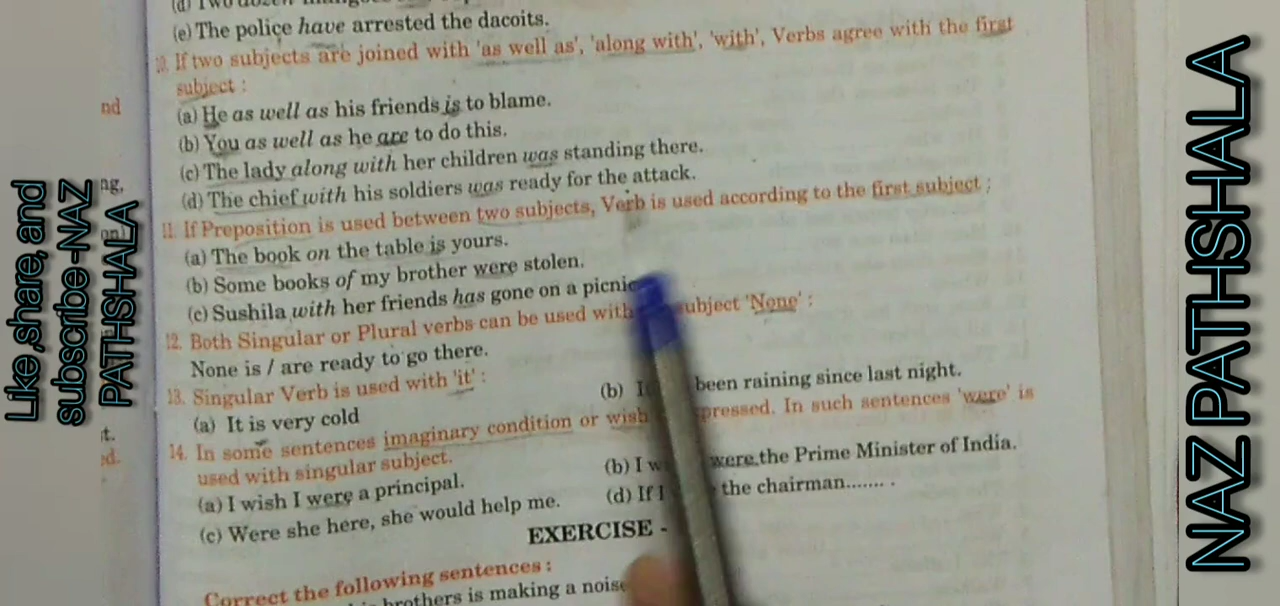 (d) Two dozen
(e) The police have arrested the dacoits.
10. If two subjects are joined with 'as well as', 'along with', 'with', Verbs agree with the first
subject :
(a) He as well as his friends is to blame.
(b) You as well as he are to do this.
(c) The lady along with her children was standing there.
(d) The chief with his soldiers was ready for the attack.
11. If Preposition is used between two subjects, Verb is used according to the first subject :
(a) The book on the table is yours.
(b) Some books of my brother were stolen.
(c) Sushila with her friends has gone on a picnic
12. Both Singular or Plural verbs can be used with subject 'None' :
None is / are ready to go there.
13. Singular Verb is used with 'it' :
(a) It is very cold
(b) been raining since last night.
14. In some sentences imaginary condition or wish pressed. In such sentences 'were' is
used with singular subject.
(a) I wish I were a principal.
(b) I w were the Prime Minister of India.
(c) Were she here, she would help me.
(d) If I the chairman....... .
EXERCISE -
Correct the following sentences :
brothers is making a noise
nd
ng,
on
t.
d.
Like ,share, and
subscribe -NAZ
PATHSHALA
NAZ PATHSHALA